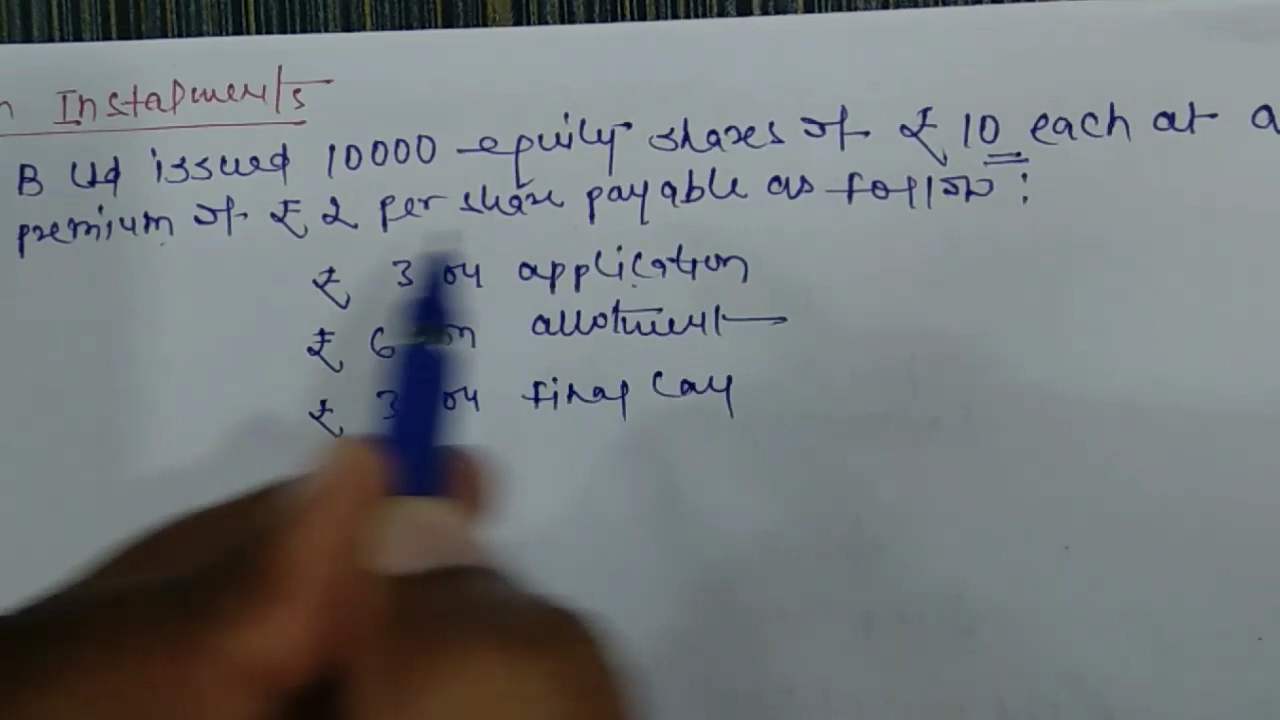 n Instalments
B Ltd issued 10000 equity shares of ₹ 10 each at a
premium of ₹ 2 per share payable as follow :
₹ 3 on application
₹ 6 on allotment
₹ 3 on final call